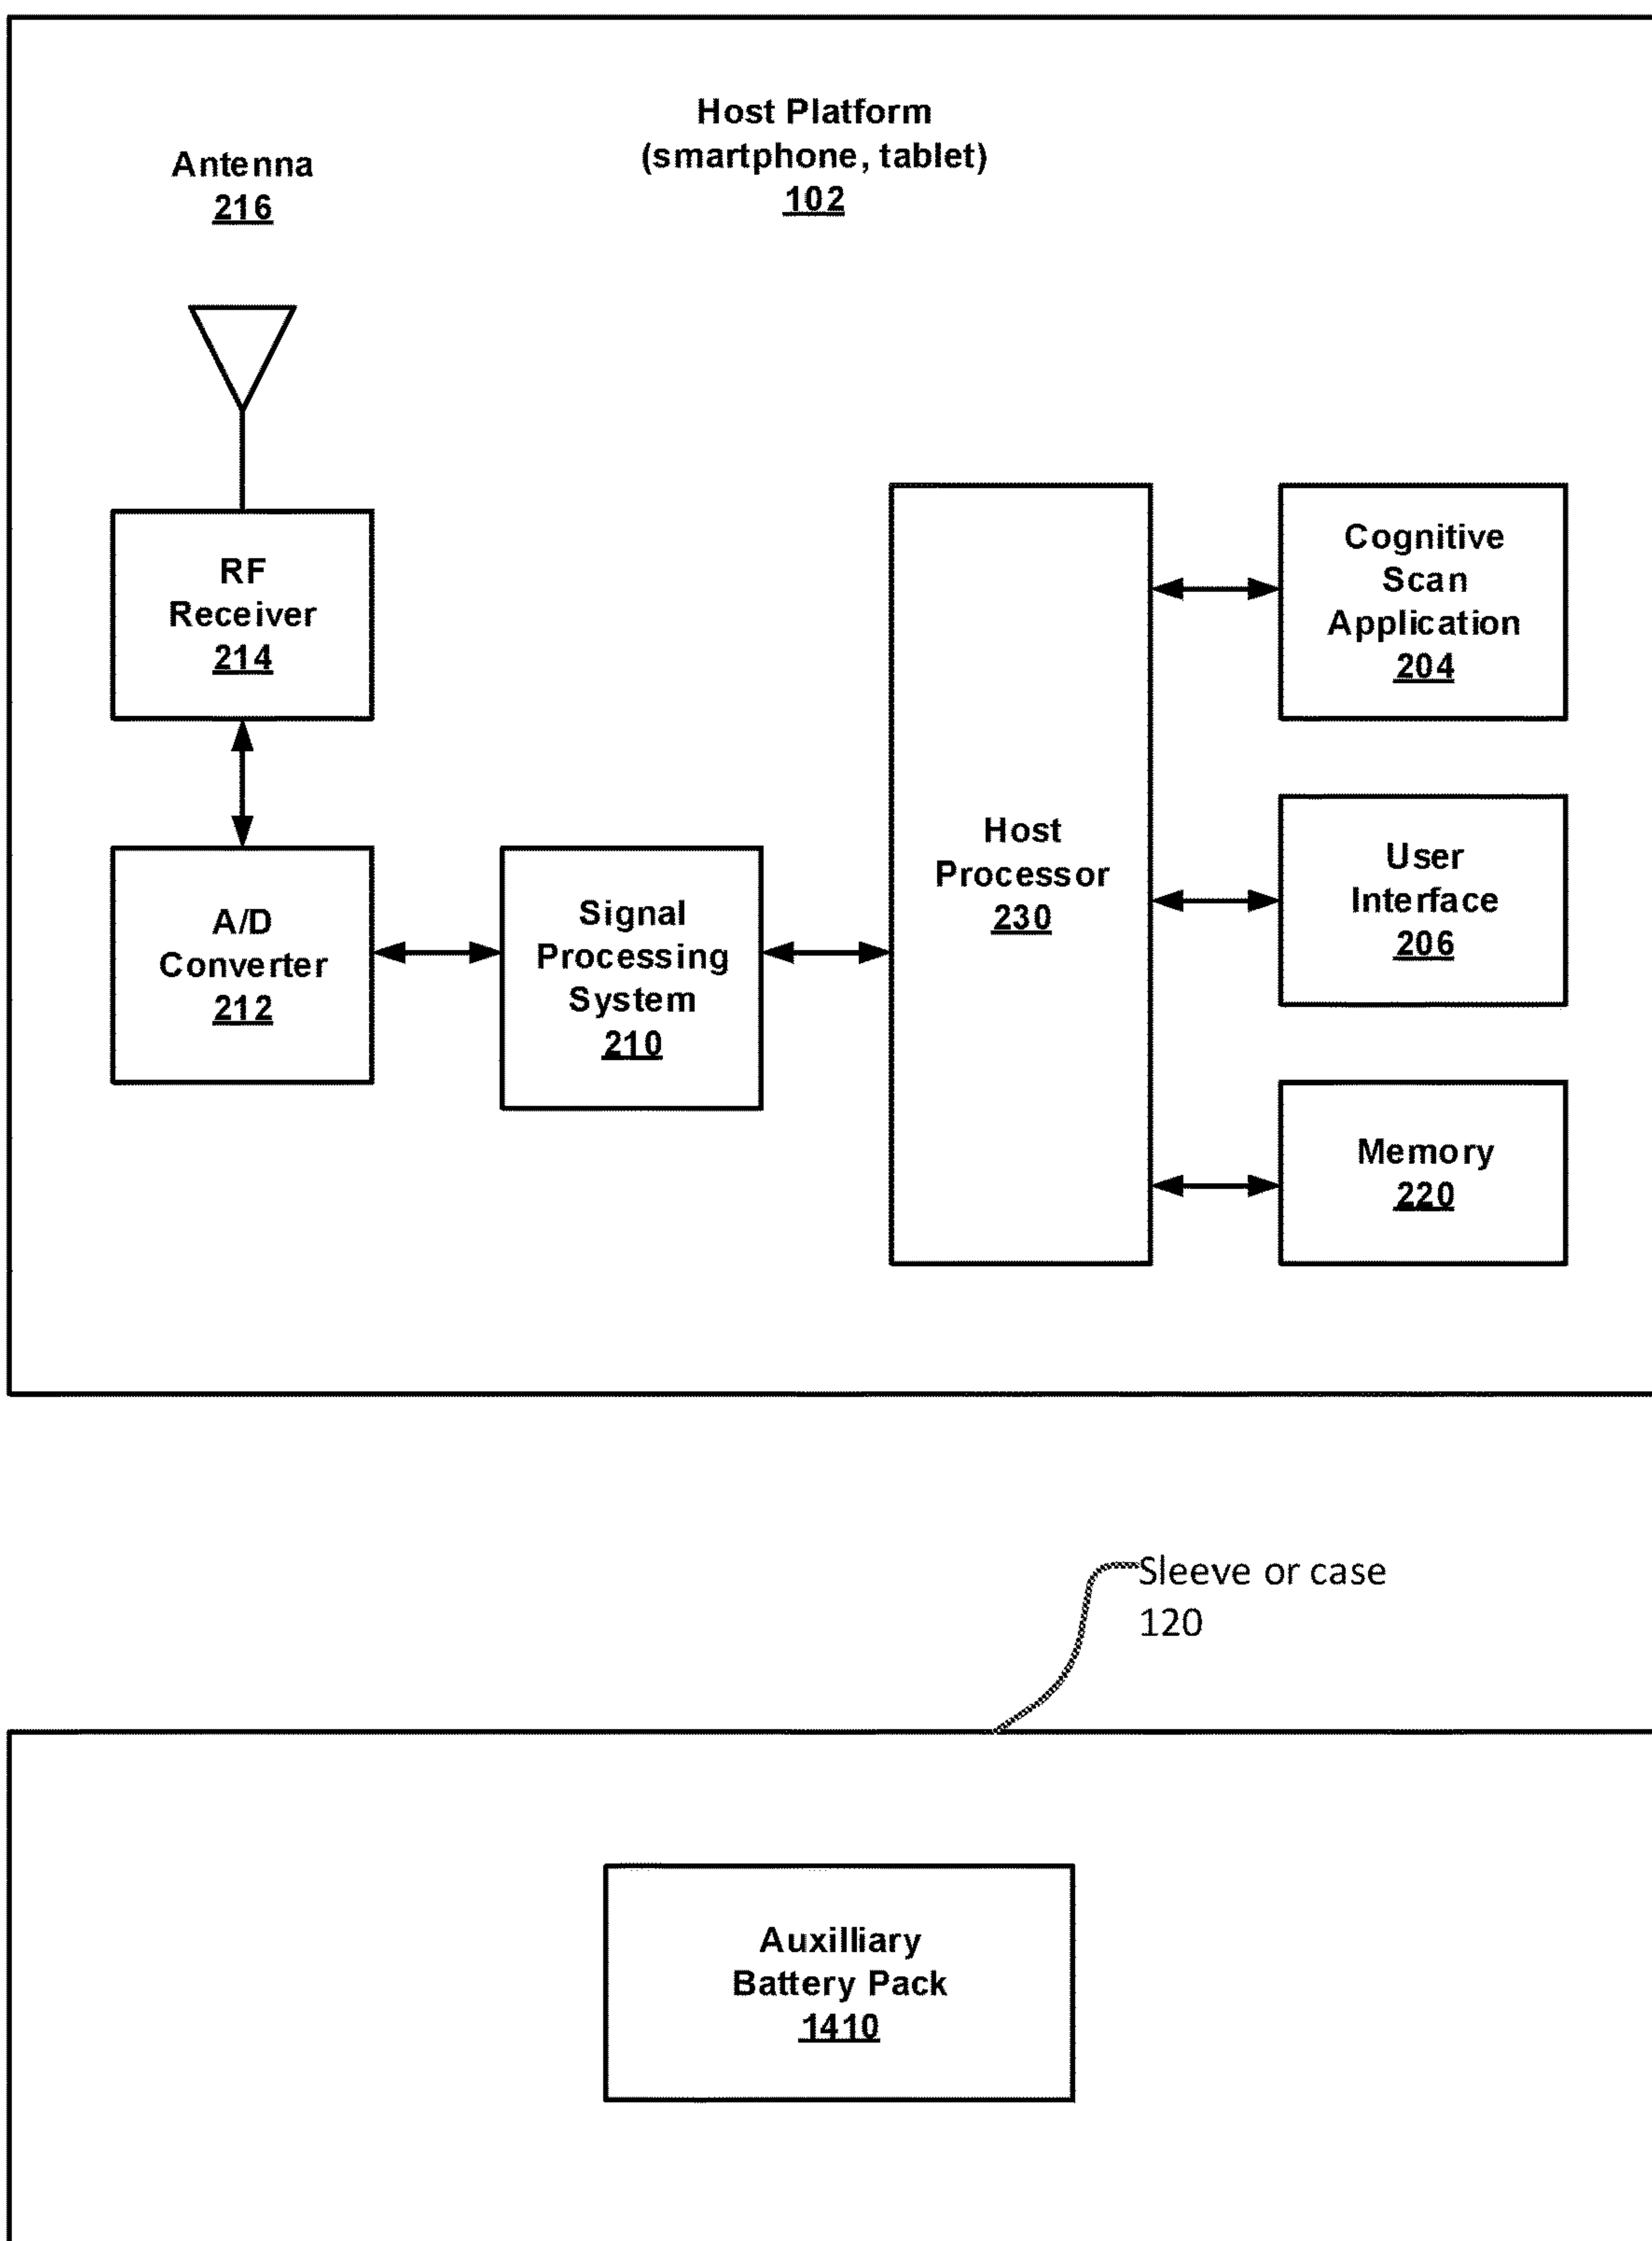 Host Platform
(smartphone, tablet)
102
Antenna
216
RF
Receiver
214
A/D
Converter
212
Signal
Processing
System
210
Host
Processor
230
Cognitive
Scan
Application
204
User
Interface
206
Memory
220
Sleeve or case
120
Auxilliary
Battery Pack
1410